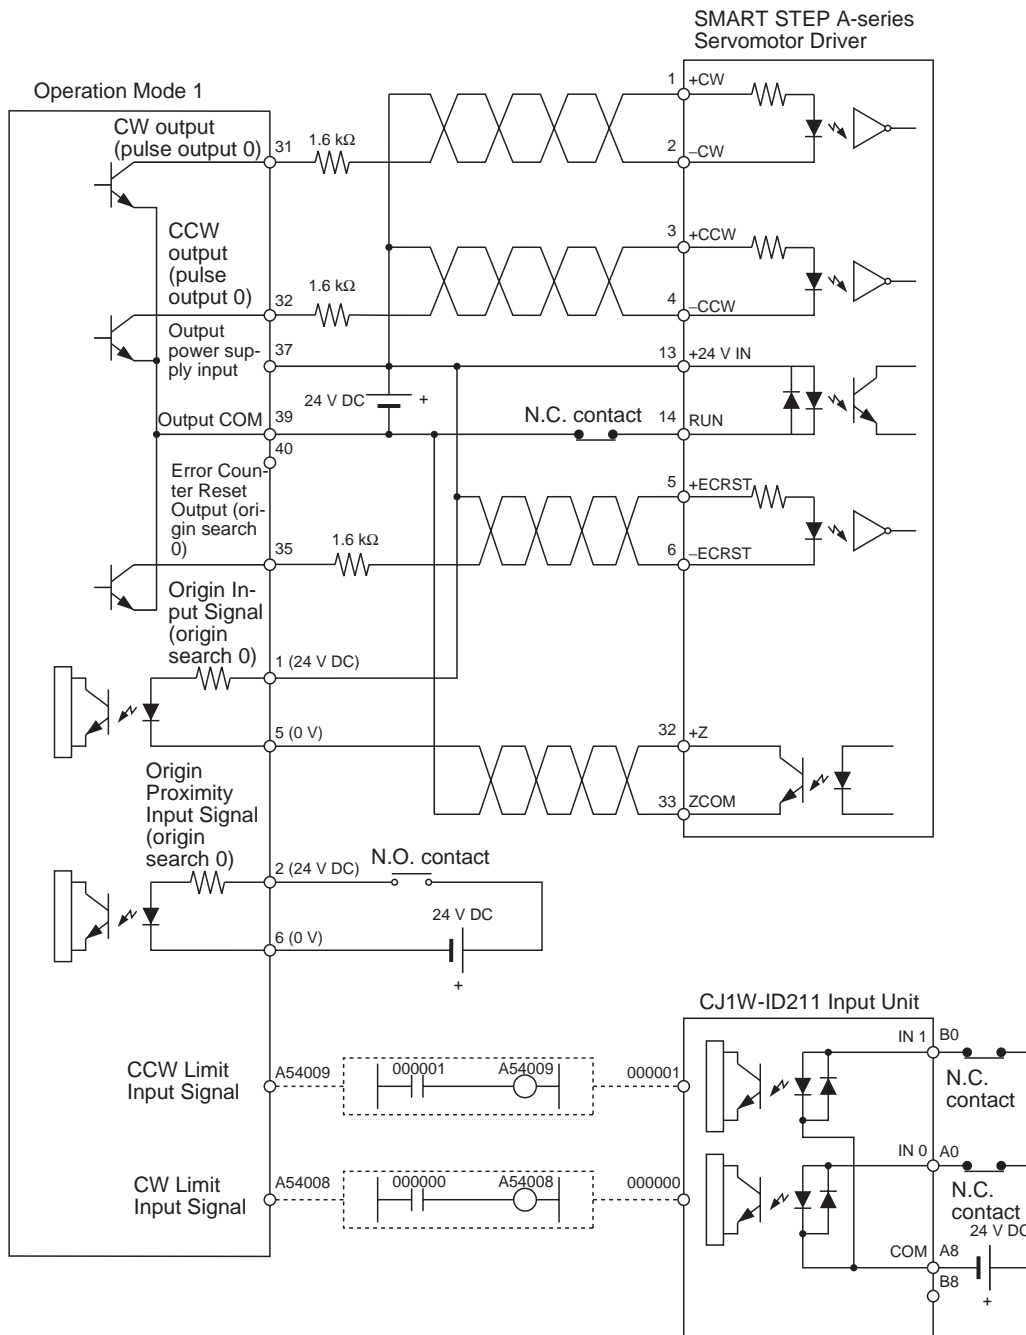 SMART STEP A-series
Servomotor Driver
Operation Mode 1
1 +CW
CW output
(pulse output 0)
31
1.6 kΩ
2 –CW
CCW
output
(pulse
output 0)
3 +CCW
32
1.6 kΩ
4 –CCW
Output
power sup-
ply input
37
13 +24 V IN
24 V DC
+
Output COM
39
N.C. contact
14 RUN
40
Error Coun-
ter Reset
Output (ori-
gin search
0)
5 +ECRST
35
1.6 kΩ
6 –ECRST
Origin In-
put Signal
(origin
search 0)
1 (24 V DC)
5 (0 V)
32 +Z
33 ZCOM
Origin
Proximity
Input Signal
(origin
search 0)
2 (24 V DC)
N.O. contact
24 V DC
6 (0 V)
+
CJ1W-ID211 Input Unit
IN 1 B0
N.C.
contact
CCW Limit
Input Signal
A54009
000001
A54009
000001
IN 0 A0
N.C.
contact
CW Limit
Input Signal
A54008
000000
A54008
000000
24 V DC
COM A8
B8
+